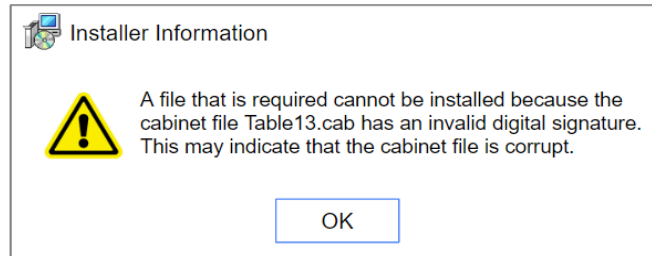 Installer Information
A file that is required cannot be installed because the
cabinet file Table13.cab has an invalid digital signature.
This may indicate that the cabinet file is corrupt.
OK